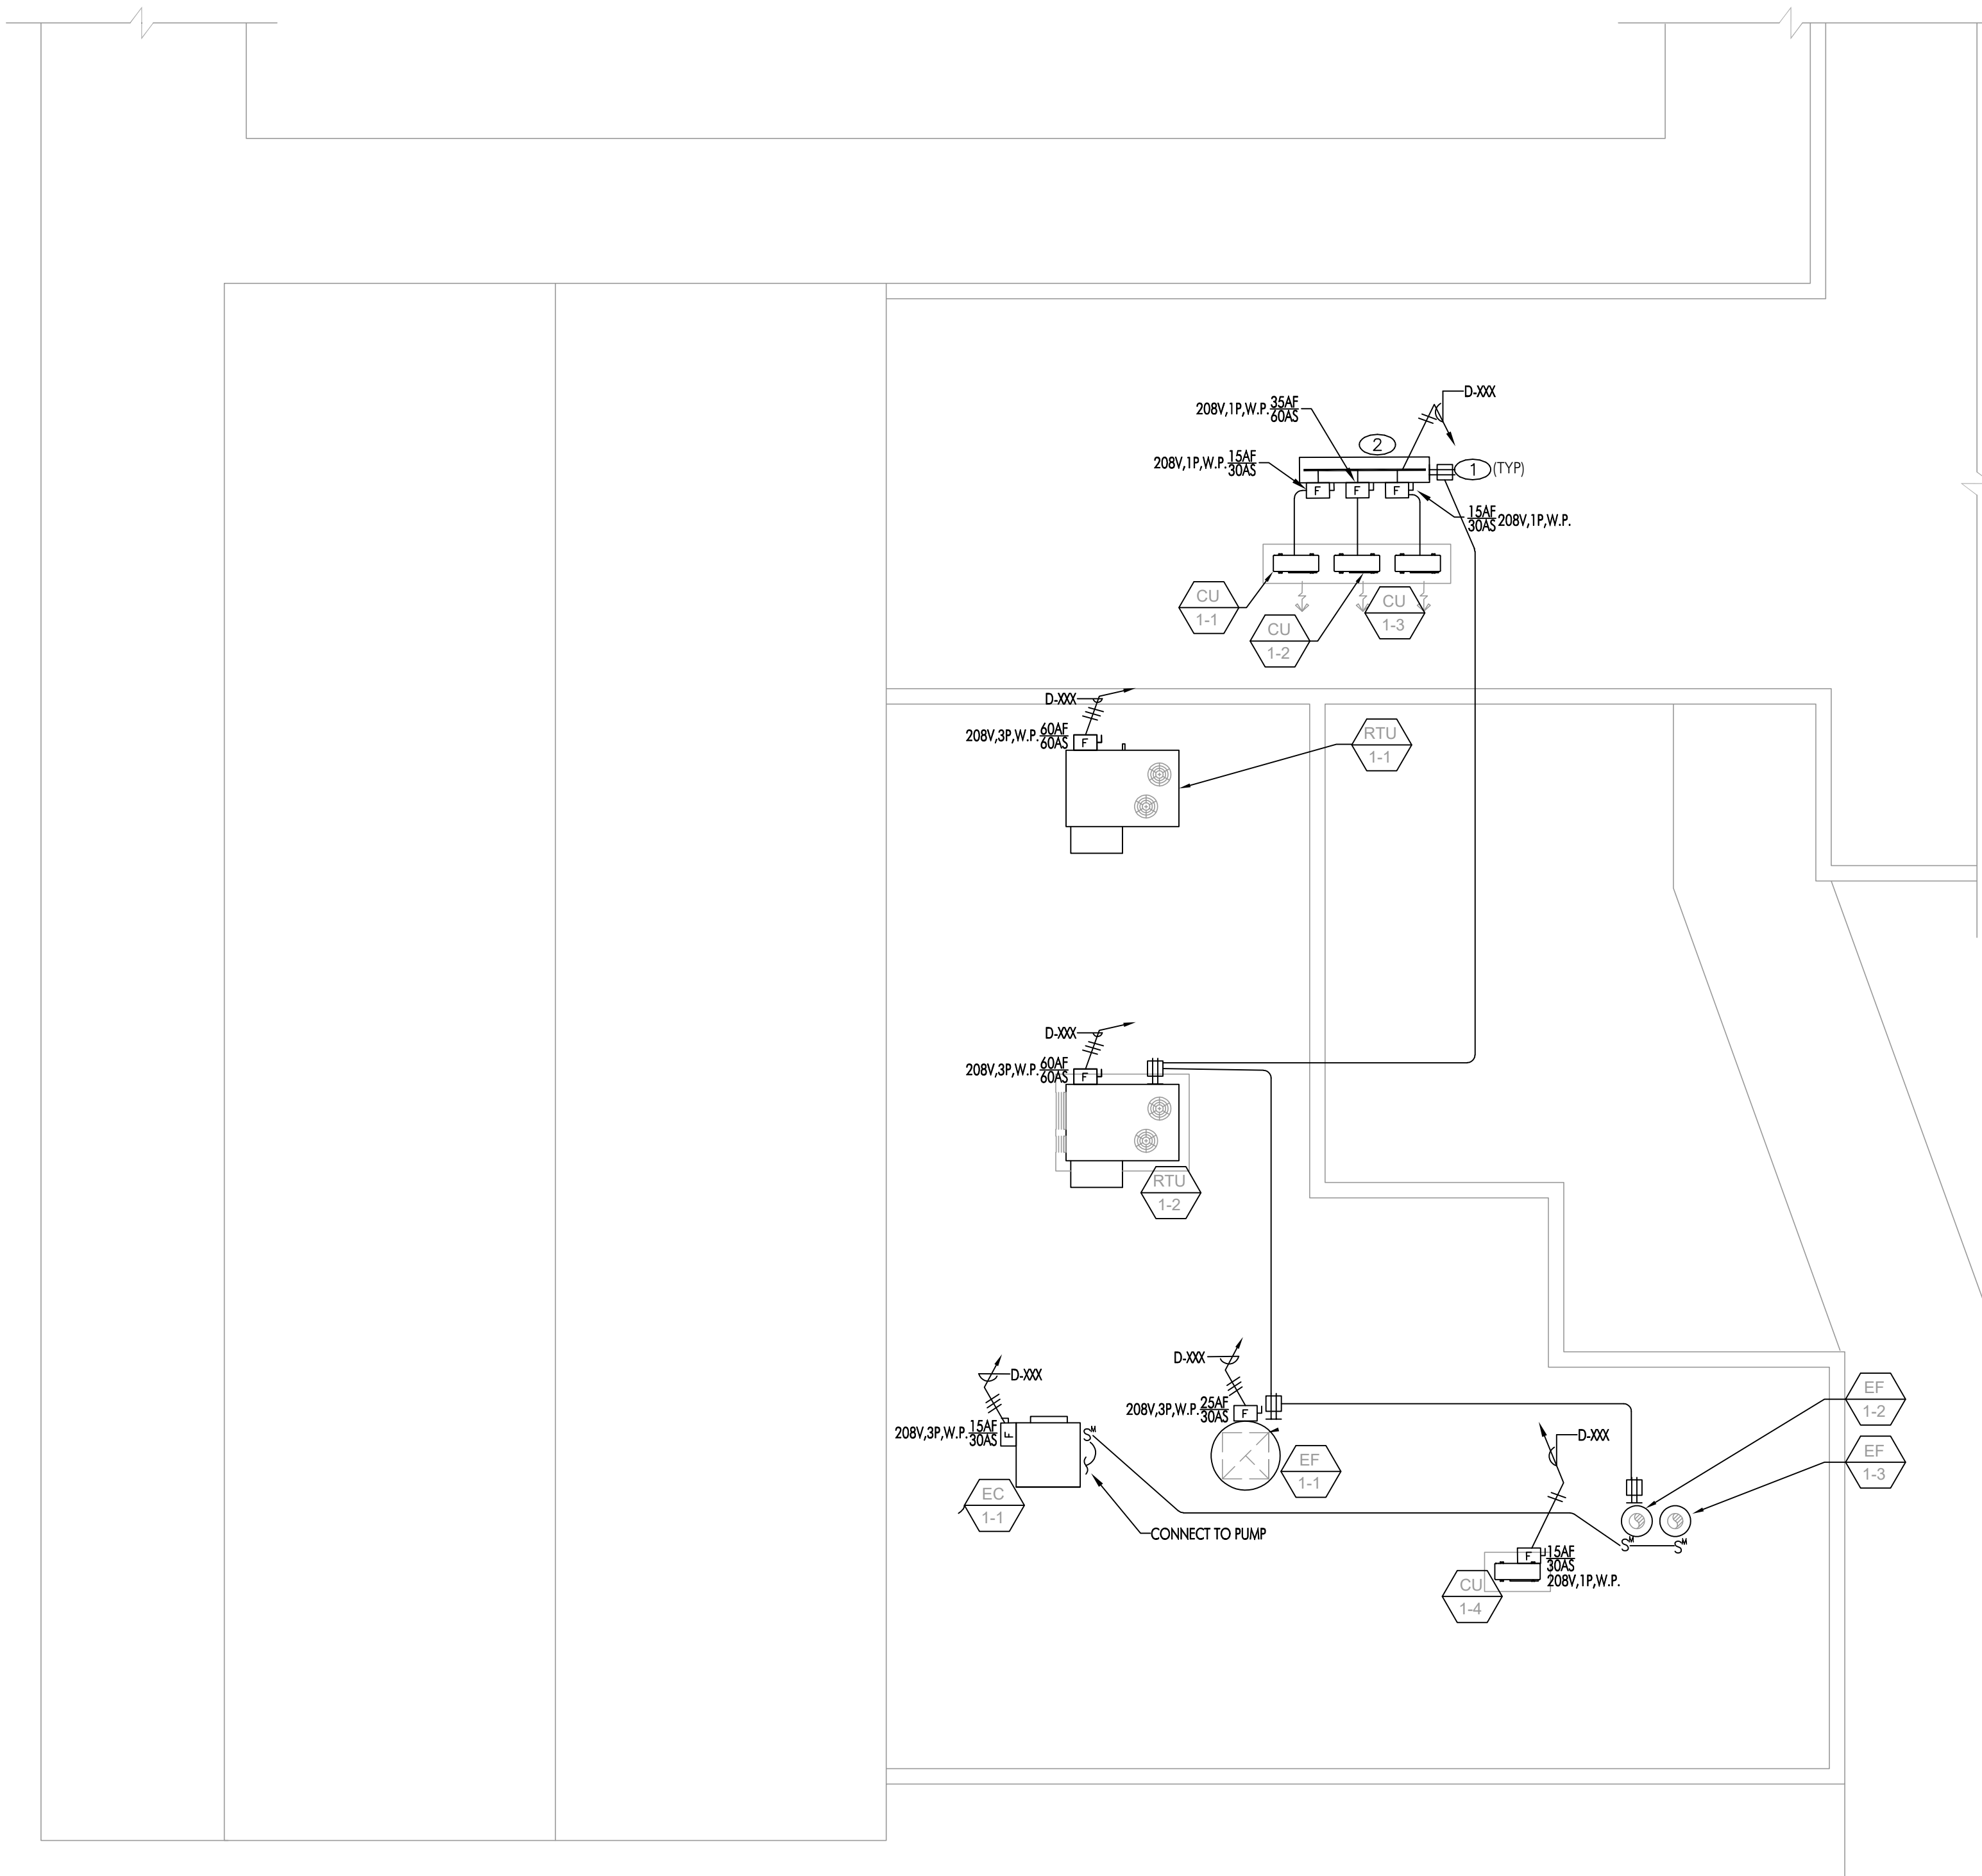 D-XXX
208V,1P,W.P. 35AF
60AS
2
208V,1P,W.P. 15AF
30AS
1 (TYP)
F F F
15AF 208V,1P,W.P.
30AS
CU
1-1
CU
1-2
CU
1-3
D-XXX
208V,3P,W.P. 60AF
60AS
F
RTU
1-1
D-XXX
208V,3P,W.P. 60AF
60AS
F
RTU
1-2
D-XXX
208V,3P,W.P. 15AF
30AS
F
SM
EC
1-1
CONNECT TO PUMP
D-XXX
208V,3P,W.P. 25AF
30AS
F
EF
1-1
EF
1-2
EF
1-3
D-XXX
SM SM
F
15AF
30AS
208V,1P,W.P.
CU
1-4